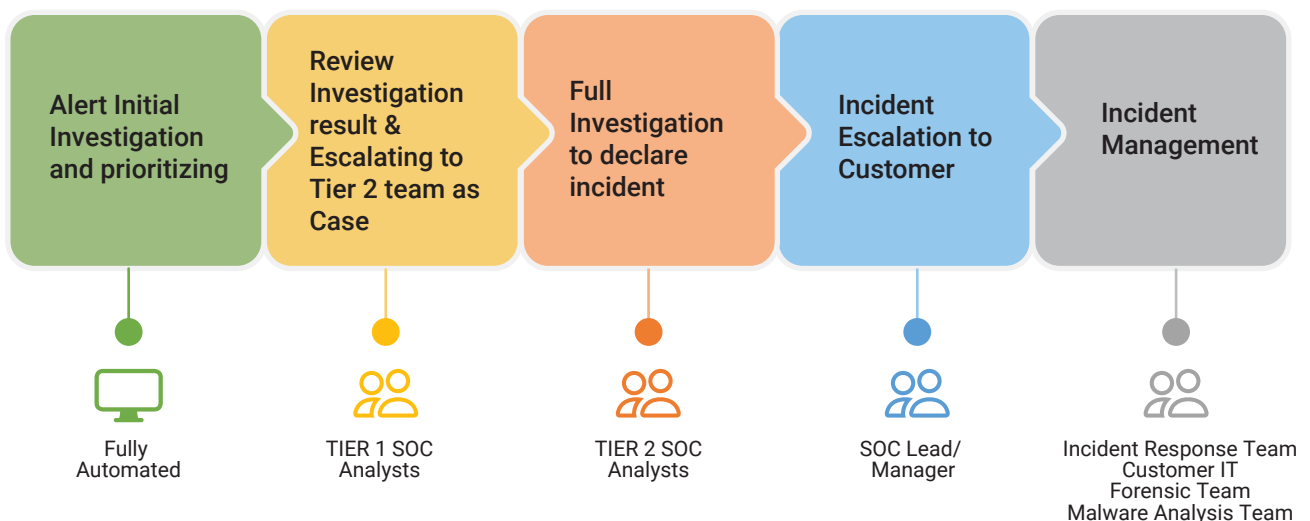 Alert Initial
Investigation
and prioritizing
Review
Investigation
result &
Escalating to
Tier 2 team as
Case
Full
Investigation
to declare
incident
Incident
Escalation to
Customer
Incident
Management
Fully
Automated
TIER 1 SOC
Analysts
TIER 2 SOC
Analysts
SOC Lead/
Manager
Incident Response Team
Customer IT
Forensic Team
Malware Analysis Team